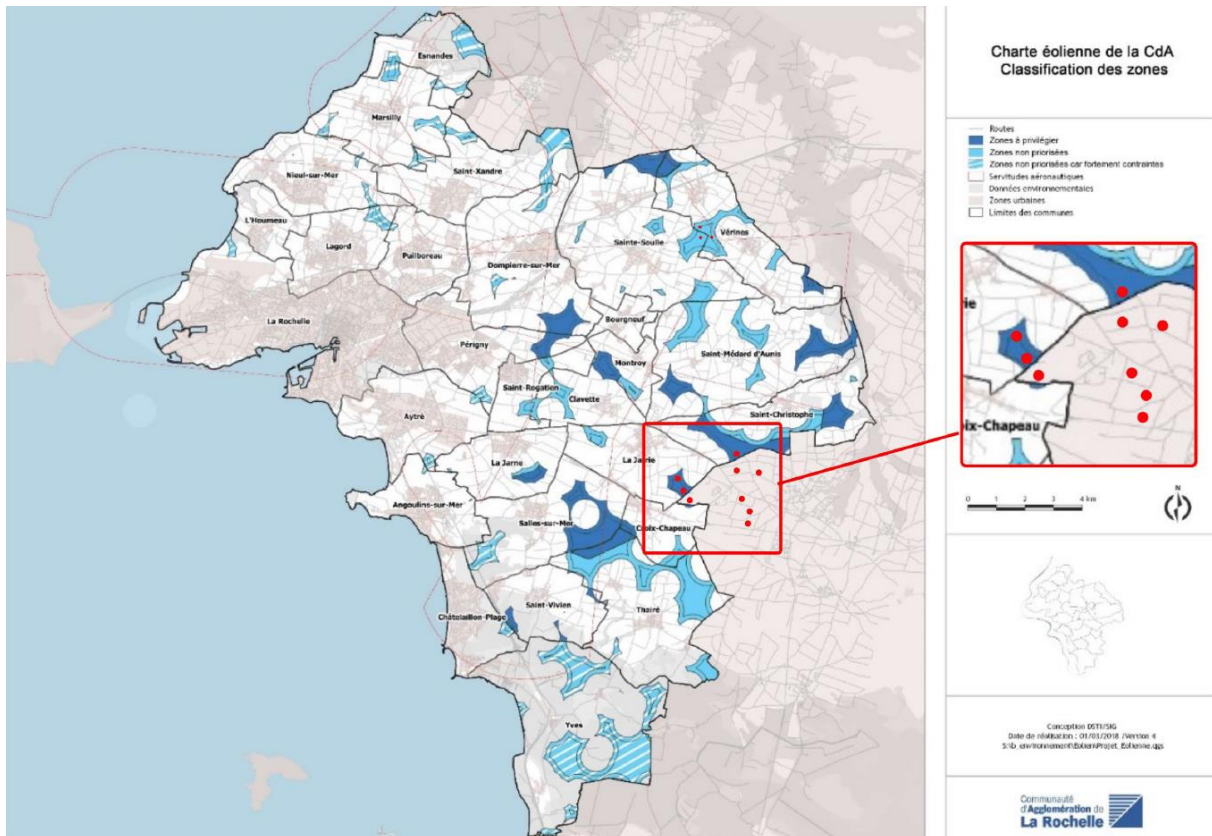 Charte éolienne de la CdA
Classification des zones
Routes
Zones à privilégier
Zones non priorisées
Zones non priorisées car fortement contraintes
Servitudes aéronautiques
Données environnementales
Zones urbaines
Limites des communes
Esnandes
Marsilly
Saint-Xandre
Nieul-sur-Mer
L'Houmeau
Lagord
Puilboreau
Dompierre-sur-Mer
Sainte-Soulle
Vérines
La Rochelle
Bourgneuf
Périgny
Montroy
Saint-Médard d'Aunis
Saint-Rogatien
Clavette
Aytré
Saint-Christophe
La Jarne
La Jarrie
Angoulins-sur-Mer
Salles-sur-Mer
Croix-Chapeau
Châtelaillon-Plage
Saint-Vivien
Thairé
Yves
ie
ix-Chapeau
N
0 1 2 3 4 km
Conception DSTI/SIG
Date de réalisation : 01/03/2018 /Version 4
Communauté
d'Agglomération de
La Rochelle